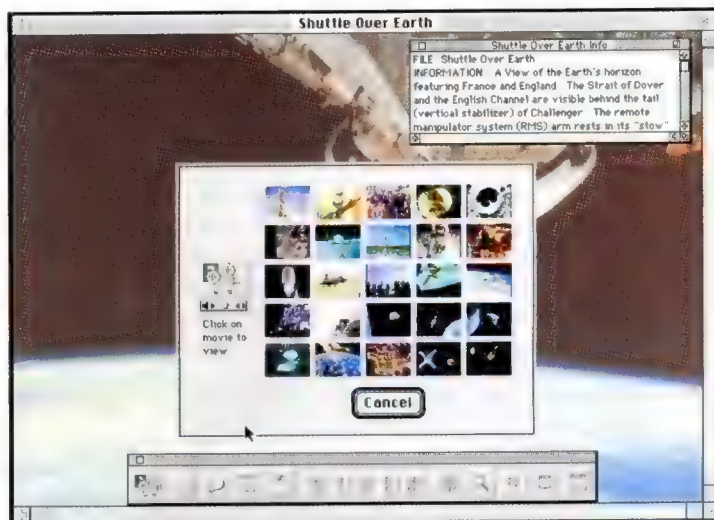 Shuttle Over Earth
Shuttle Over Earth Info
FILE Shuttle Over Earth
INFORMATION A View of the Earth's horizon
featuring France and England The Strait of Dover
and the English Channel are visible behind the tail
(vertical stabilizer) of Challenger The remote
manipulator system (RMS) arm rests in its "stow"
Click on
movie to
view
Cancel